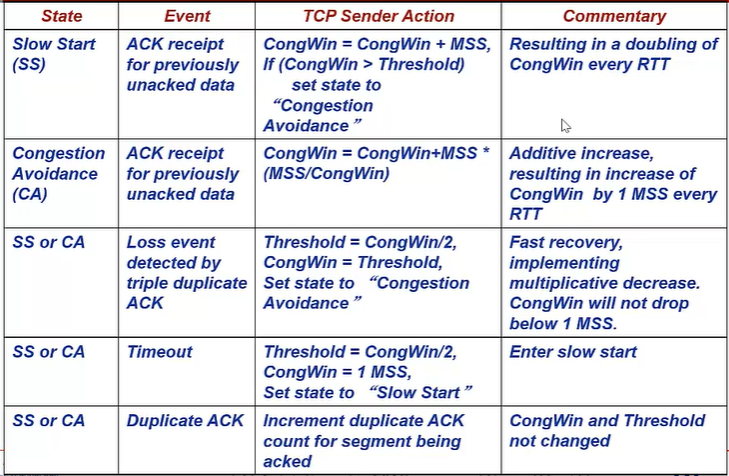 State Event TCP Sender Action Commentary
Slow Start
(SS)
ACK receipt
for previously
unacked data
CongWin = CongWin + MSS,
If (CongWin > Threshold)
set state to
“Congestion
Avoidance”
Resulting in a doubling of
CongWin every RTT
Congestion
Avoidance
(CA)
ACK receipt
for previously
unacked data
CongWin = CongWin+MSS *
(MSS/CongWin)
Additive increase,
resulting in increase of
CongWin by 1 MSS every
RTT
SS or CA
Loss event
detected by
triple duplicate
ACK
Threshold = CongWin/2,
CongWin = Threshold,
Set state to “Congestion
Avoidance”
Fast recovery,
implementing
multiplicative decrease.
CongWin will not drop
below 1 MSS.
SS or CA
Timeout
Threshold = CongWin/2,
CongWin = 1 MSS,
Set state to “Slow Start”
Enter slow start
SS or CA
Duplicate ACK
Increment duplicate ACK
count for segment being
acked
CongWin and Threshold
not changed